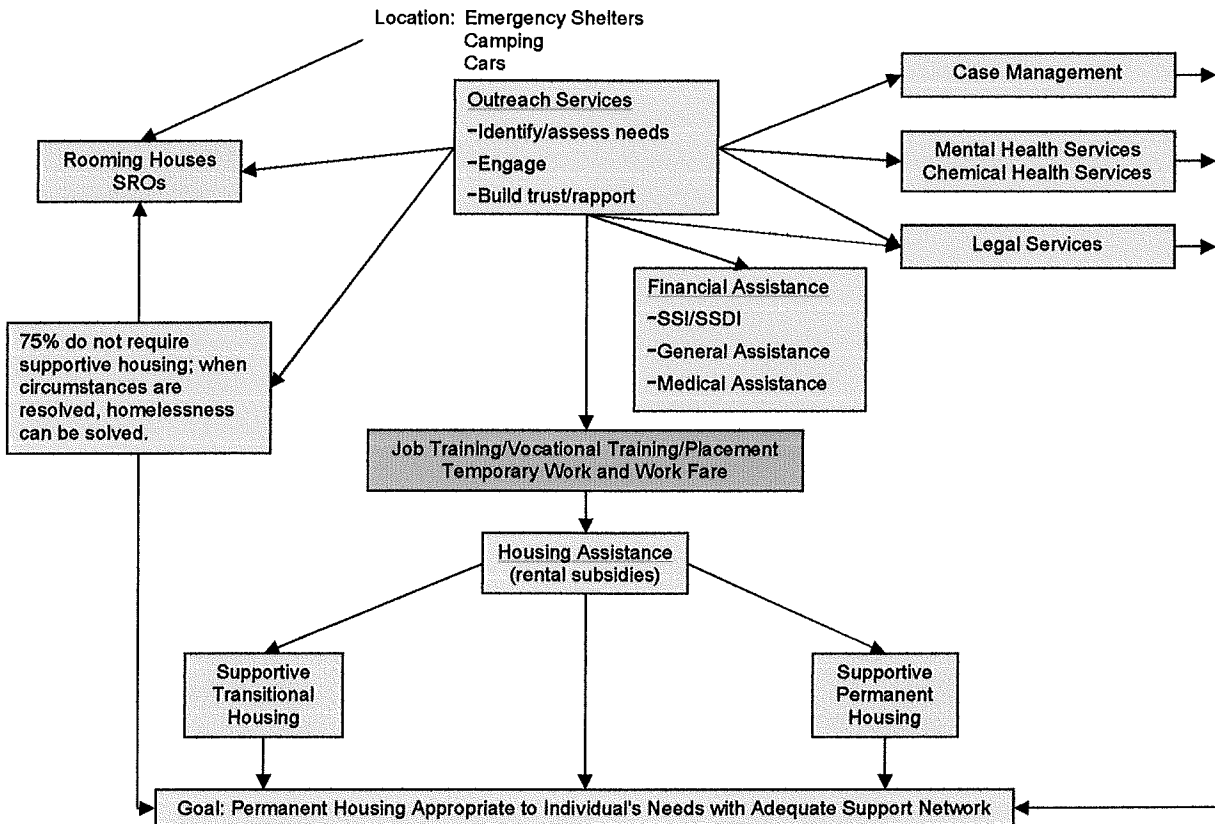 Location: Emergency Shelters
Camping
Cars
Outreach Services
-Identify/assess needs
-Engage
-Build trust/rapport
Case Management
Mental Health Services
Chemical Health Services
Legal Services
Rooming Houses
SROs
Financial Assistance
-SSI/SSDI
-General Assistance
-Medical Assistance
75% do not require
supportive housing; when
circumstances are
resolved, homelessness
can be solved.
Job Training/Vocational Training/Placement
Temporary Work and Work Fare
Housing Assistance
(rental subsidies)
Supportive
Transitional
Housing
Supportive
Permanent
Housing
Goal: Permanent Housing Appropriate to Individual's Needs with Adequate Support Network